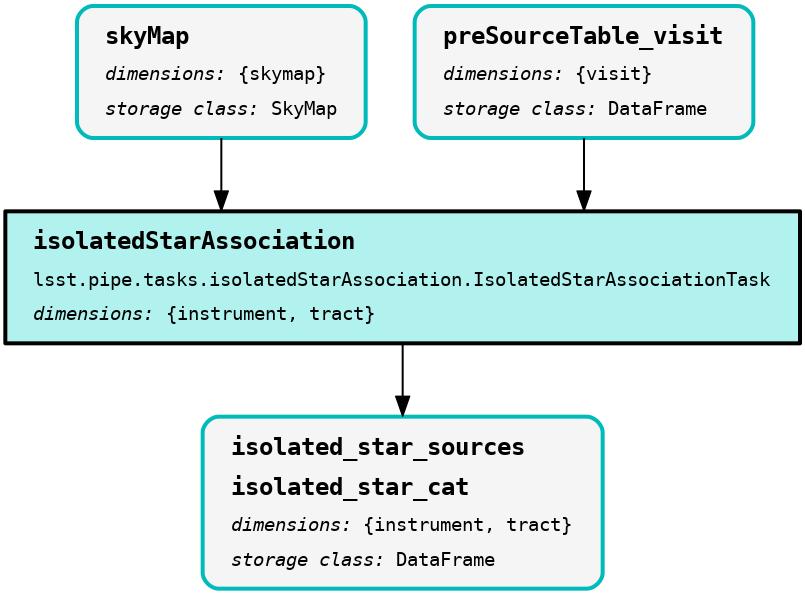 skyMap
dimensions: {skymap}
storage class: SkyMap
preSourceTable_visit
dimensions: {visit}
storage class: DataFrame
isolatedStarAssociation
lsst.pipe.tasks.isolatedStarAssociation.IsolatedStarAssociationTask
dimensions: {instrument, tract}
isolated_star_sources
isolated_star_cat
dimensions: {instrument, tract}
storage class: DataFrame